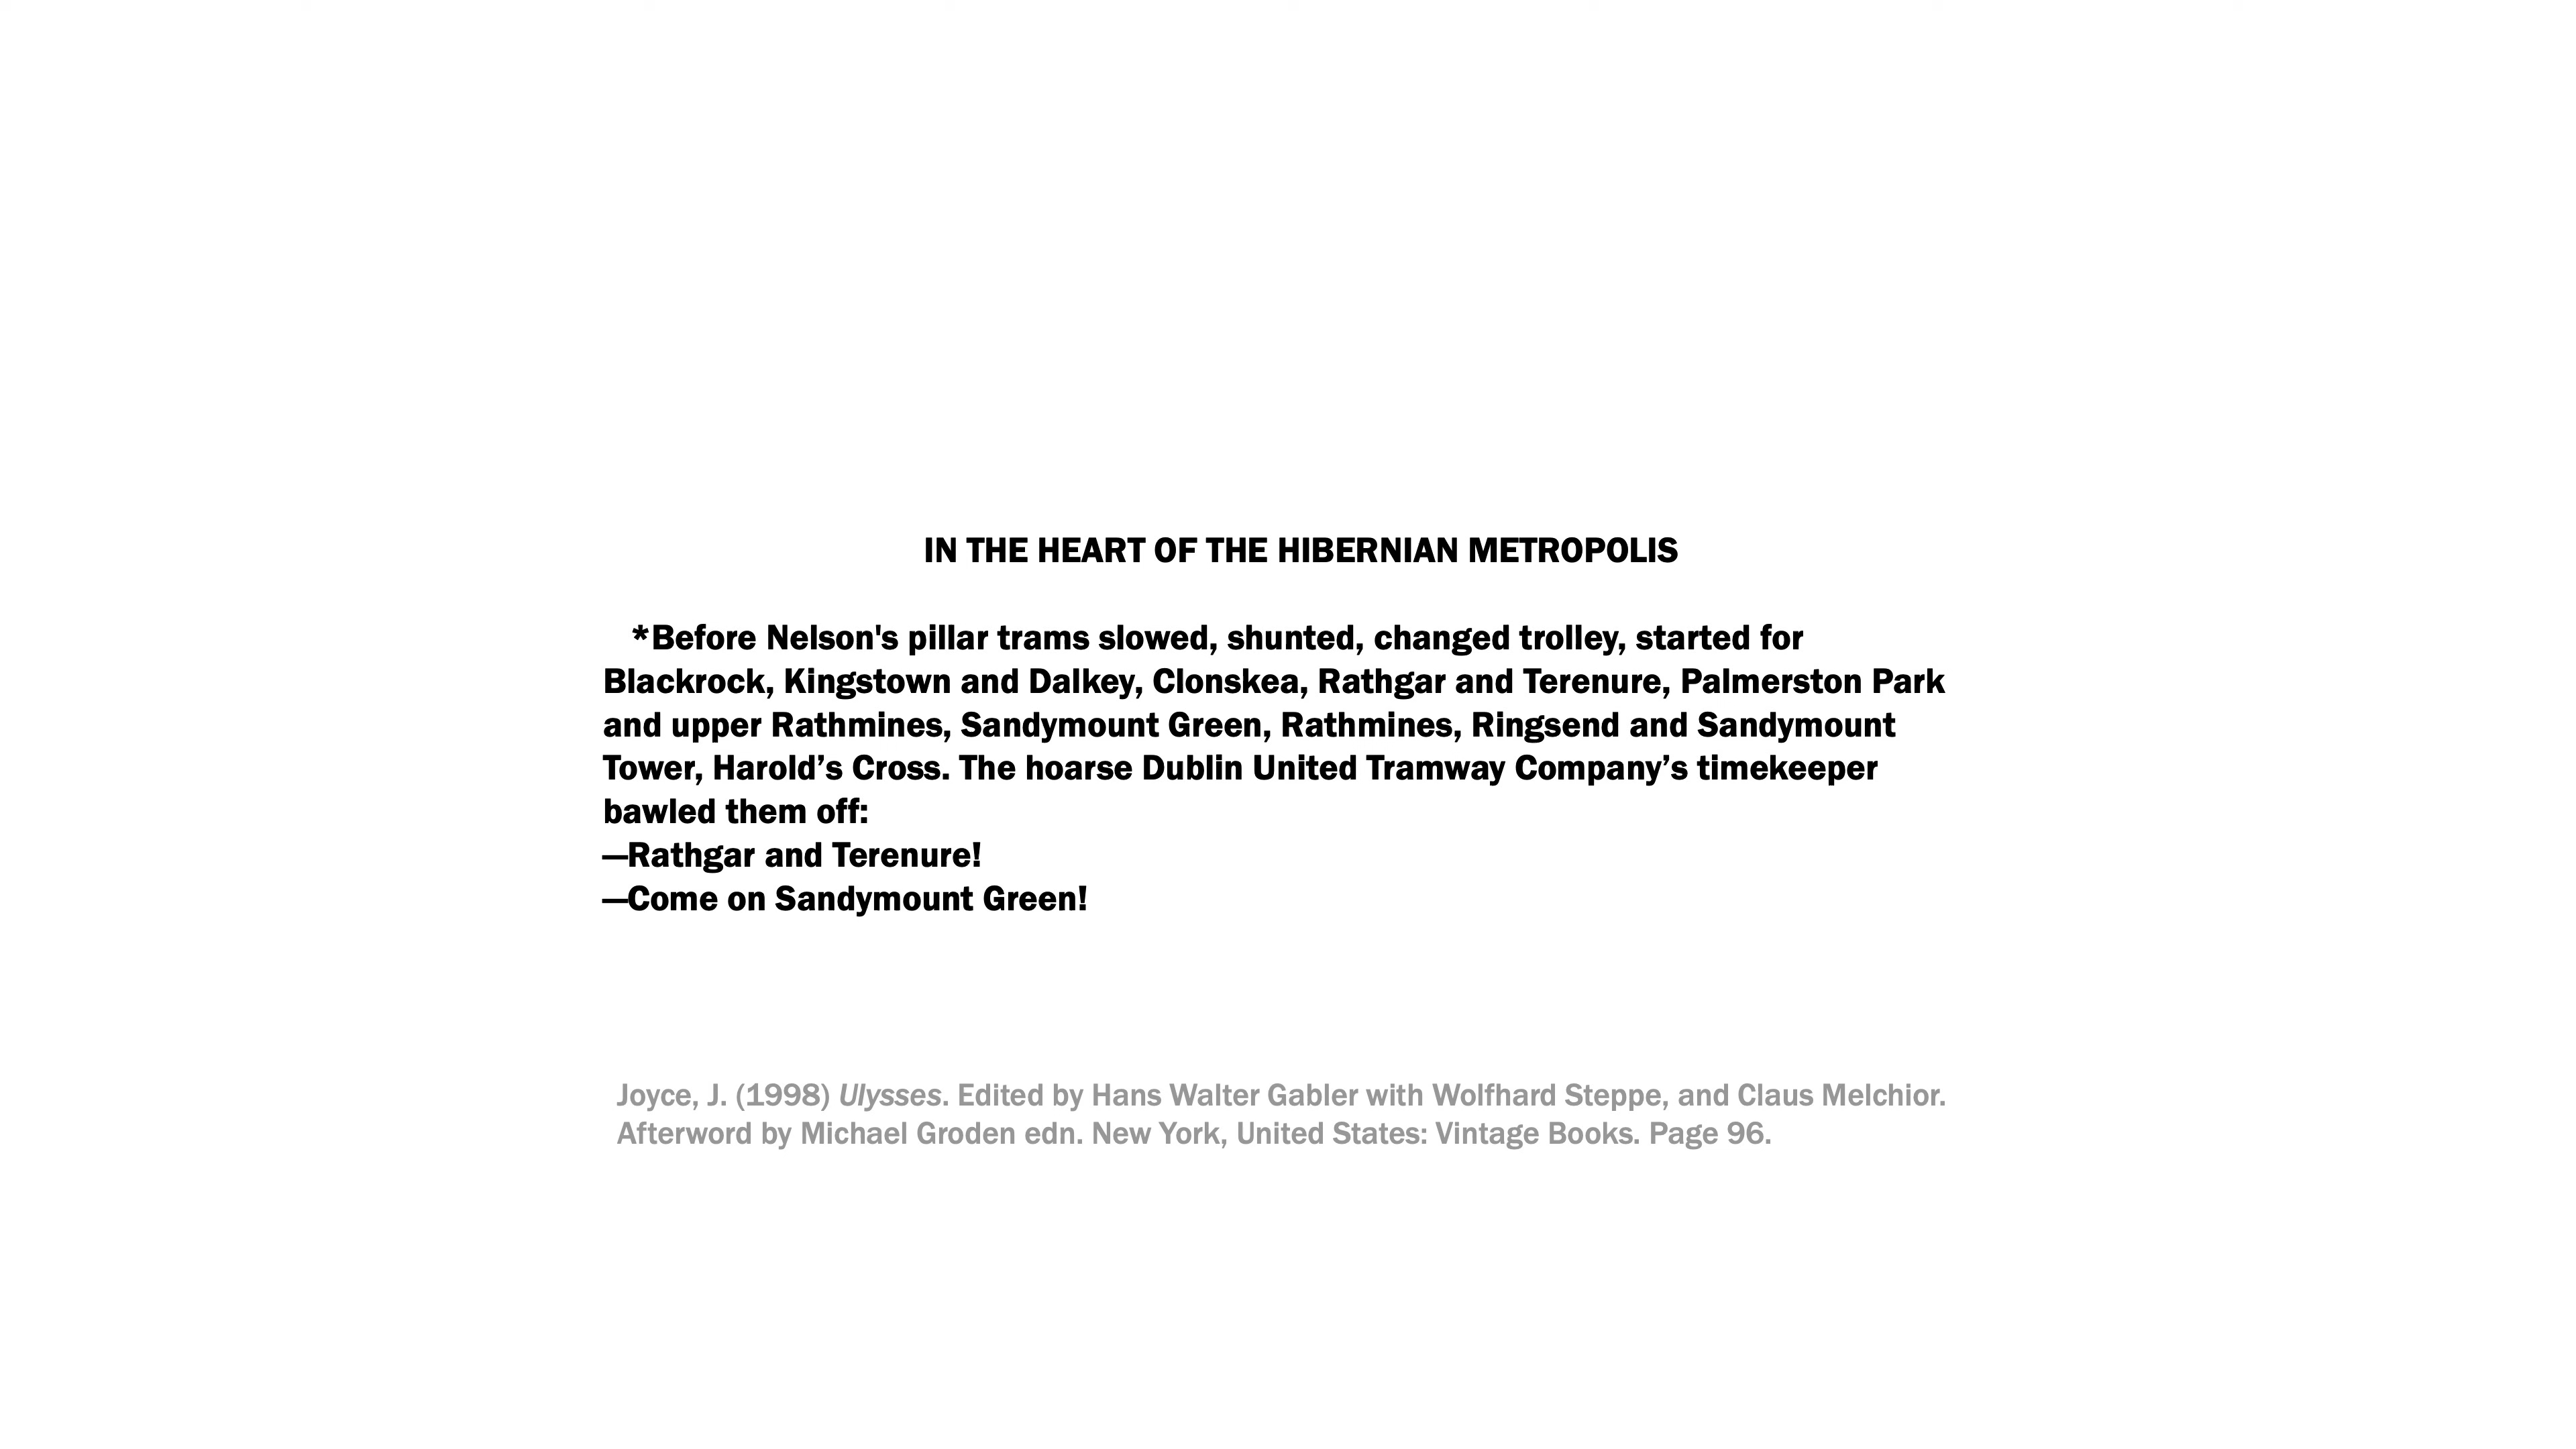 IN THE HEART OF THE HIBERNIAN METROPOLIS
*Before Nelson's pillar trams slowed, shunted, changed trolley, started for
Blackrock, Kingstown and Dalkey, Clonskea, Rathgar and Terenure, Palmerston Park
and upper Rathmines, Sandymount Green, Rathmines, Ringsend and Sandymount
Tower, Harold’s Cross. The hoarse Dublin United Tramway Company’s timekeeper
bawled them off:
—Rathgar and Terenure!
—Come on Sandymount Green!
Joyce, J. (1998) Ulysses. Edited by Hans Walter Gabler with Wolfhard Steppe, and Claus Melchior.
Afterword by Michael Groden edn. New York, United States: Vintage Books. Page 96.